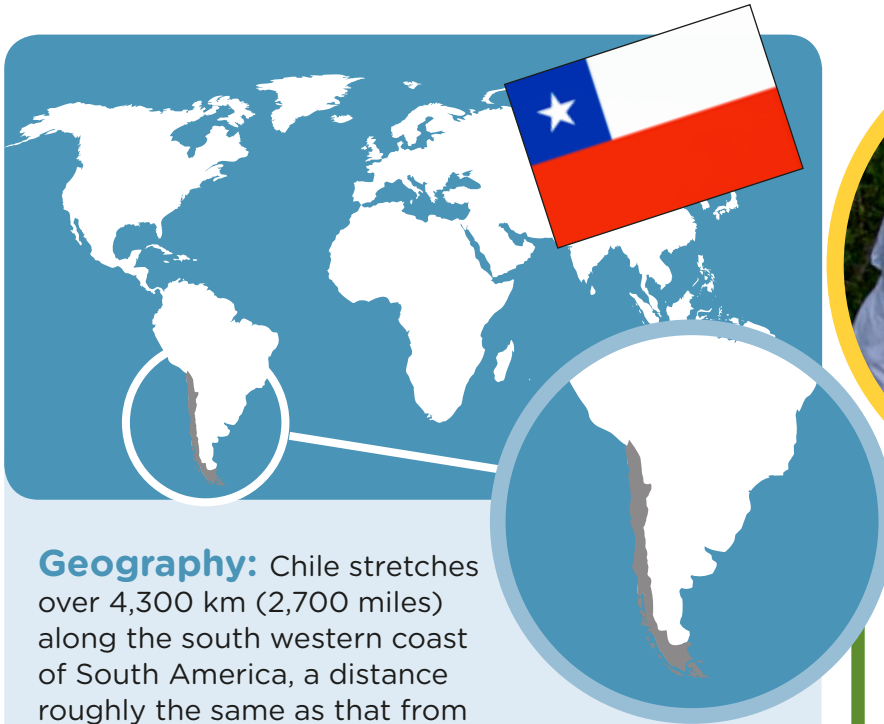 Geography: Chile stretches
over 4,300 km (2,700 miles)
along the south western coast
of South America, a distance
roughly the same as that from